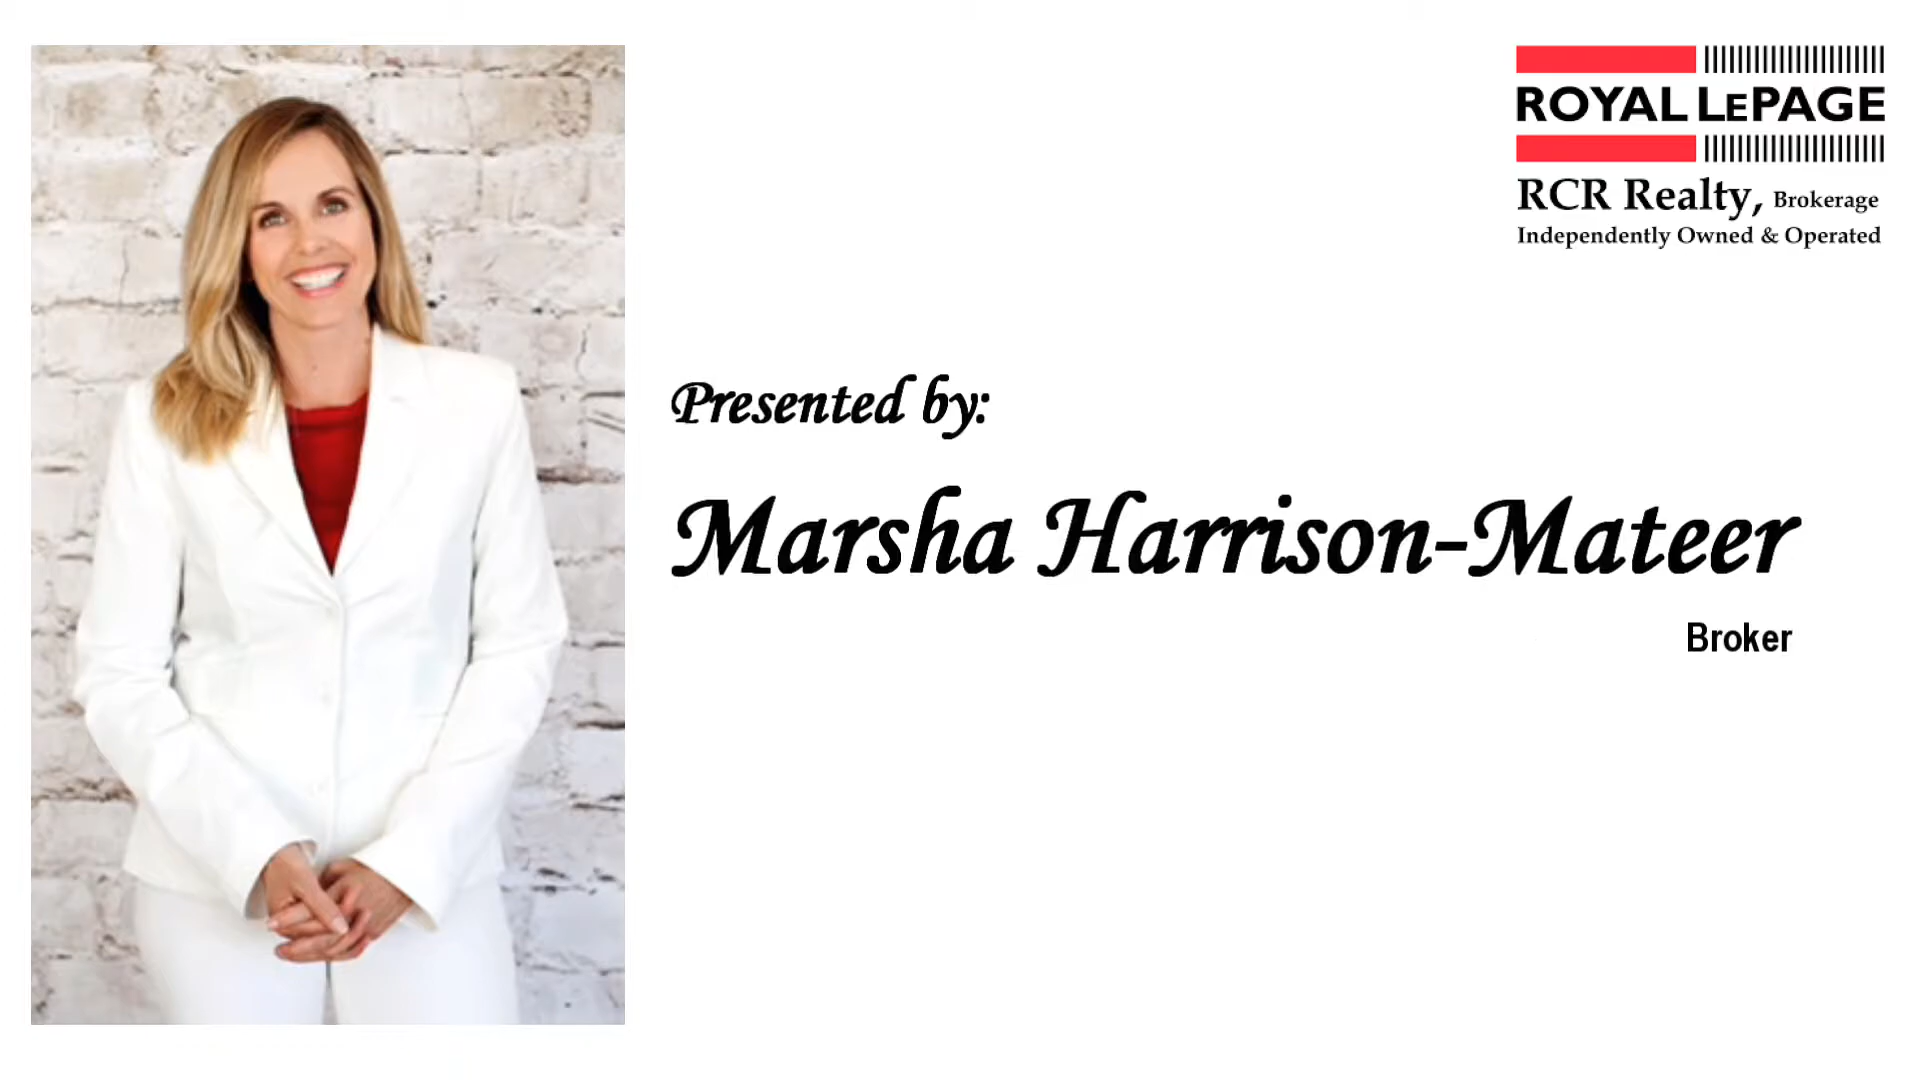 ROYAL LEPAGE
RCR Realty, Brokerage
Independently Owned & Operated
Presented by:
Marsha Harrison-Mateer
Broker